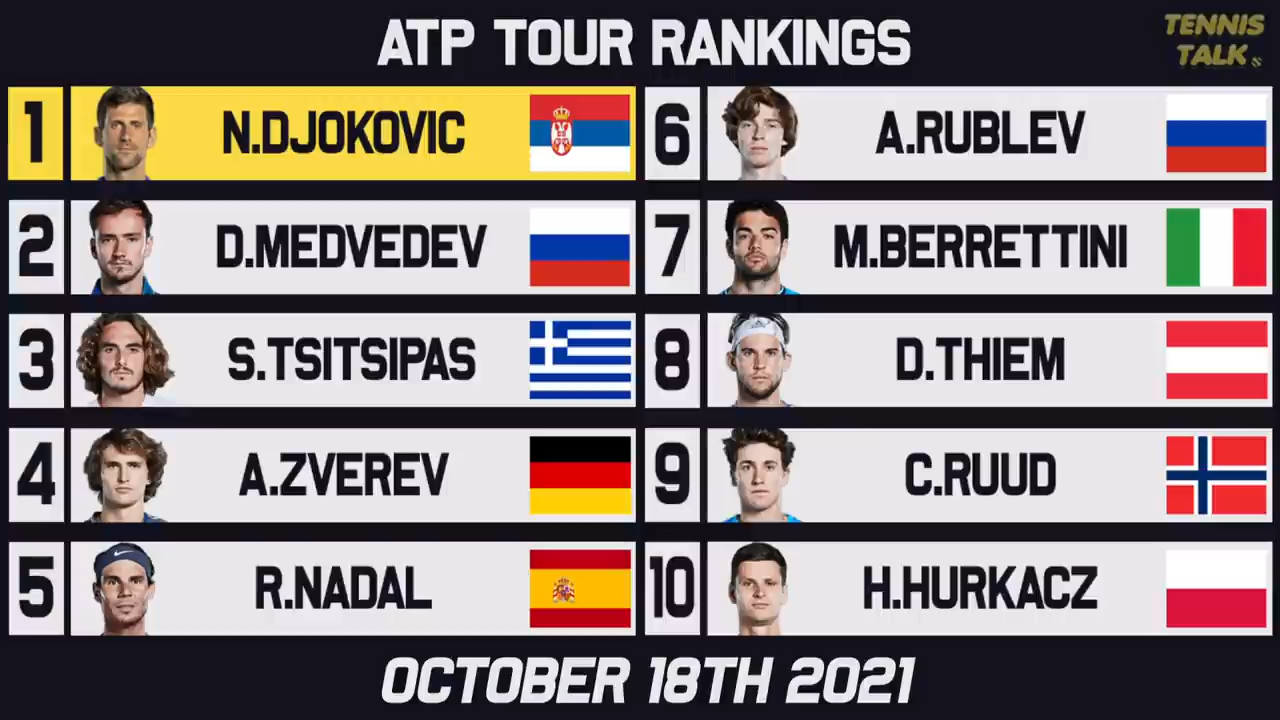 ATP TOUR RANKINGS
TENNIS
TALK
1 N.DJOKOVIC
2 D.MEDVEDEV
3 S.TSITSIPAS
4 A.ZVEREV
5 R.NADAL
6 A.RUBLEV
7 M.BERRETTINI
8 D.THIEM
9 C.RUUD
10 H.HURKACZ
OCTOBER 18TH 2021